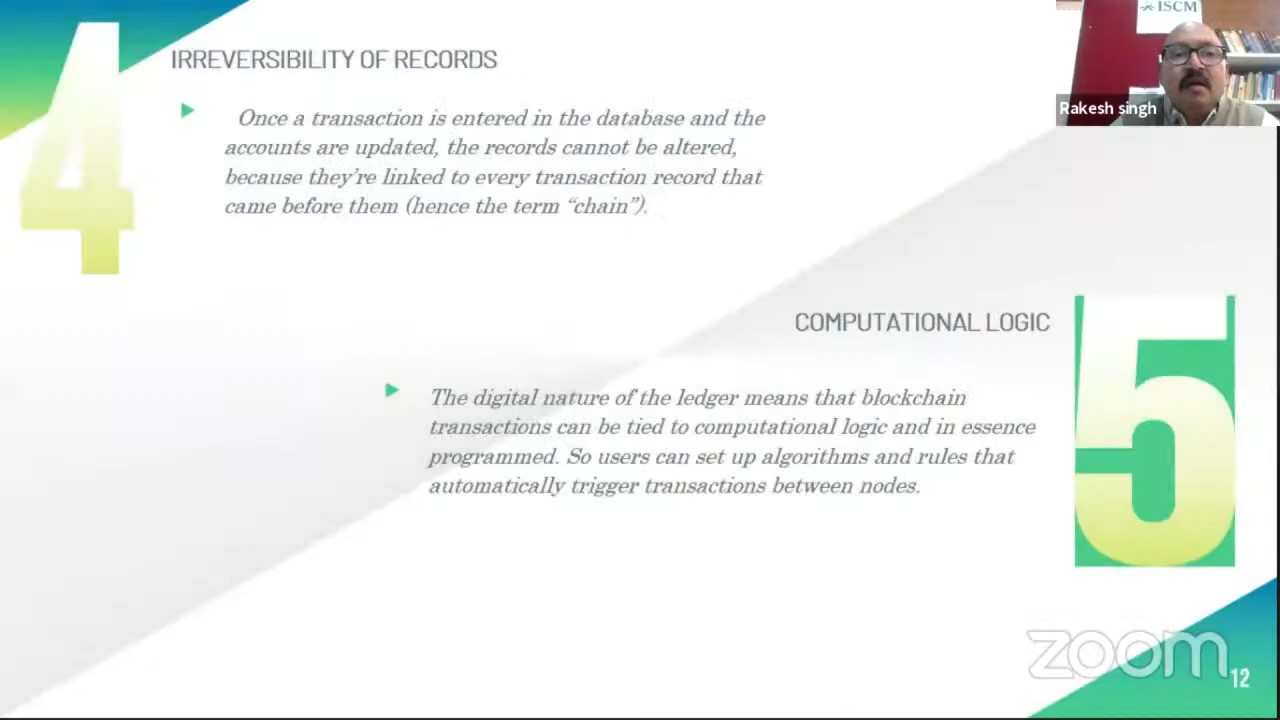 4
IRREVERSIBILITY OF RECORDS
Once a transaction is entered in the database and the
accounts are updated, the records cannot be altered,
because they're linked to every transaction record that
came before them (hence the term “chain”).
ISCM
Rakesh singh
5
COMPUTATIONAL LOGIC
The digital nature of the ledger means that blockchain
transactions can be tied to computational logic and in essence
programmed. So users can set up algorithms and rules that
automatically trigger transactions between nodes.
zoom
12